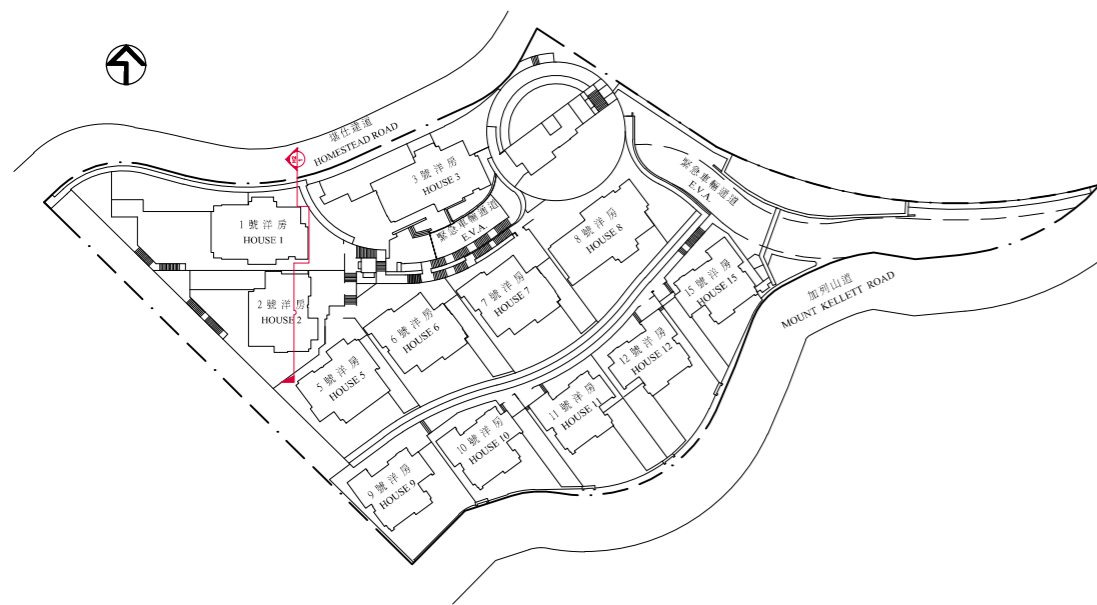 堪仕達道
HOMESTEAD ROAD
3 號 洋 房
HOUSE 3
緊急車輛通道
E.V.A.
緊急車輛通道
E.V.A.
1 號 洋 房
HOUSE 1
8 號 洋 房
HOUSE 8
2 號 洋 房
HOUSE 2
7 號 洋 房
HOUSE 7
15 號 洋 房
HOUSE 15
加列山道
MOUNT KELLETT ROAD
6 號 洋 房
HOUSE 6
12 號 洋 房
HOUSE 12
5 號 洋 房
HOUSE 5
11 號 洋 房
HOUSE 11
10 號 洋 房
HOUSE 10
9 號 洋 房
HOUSE 9